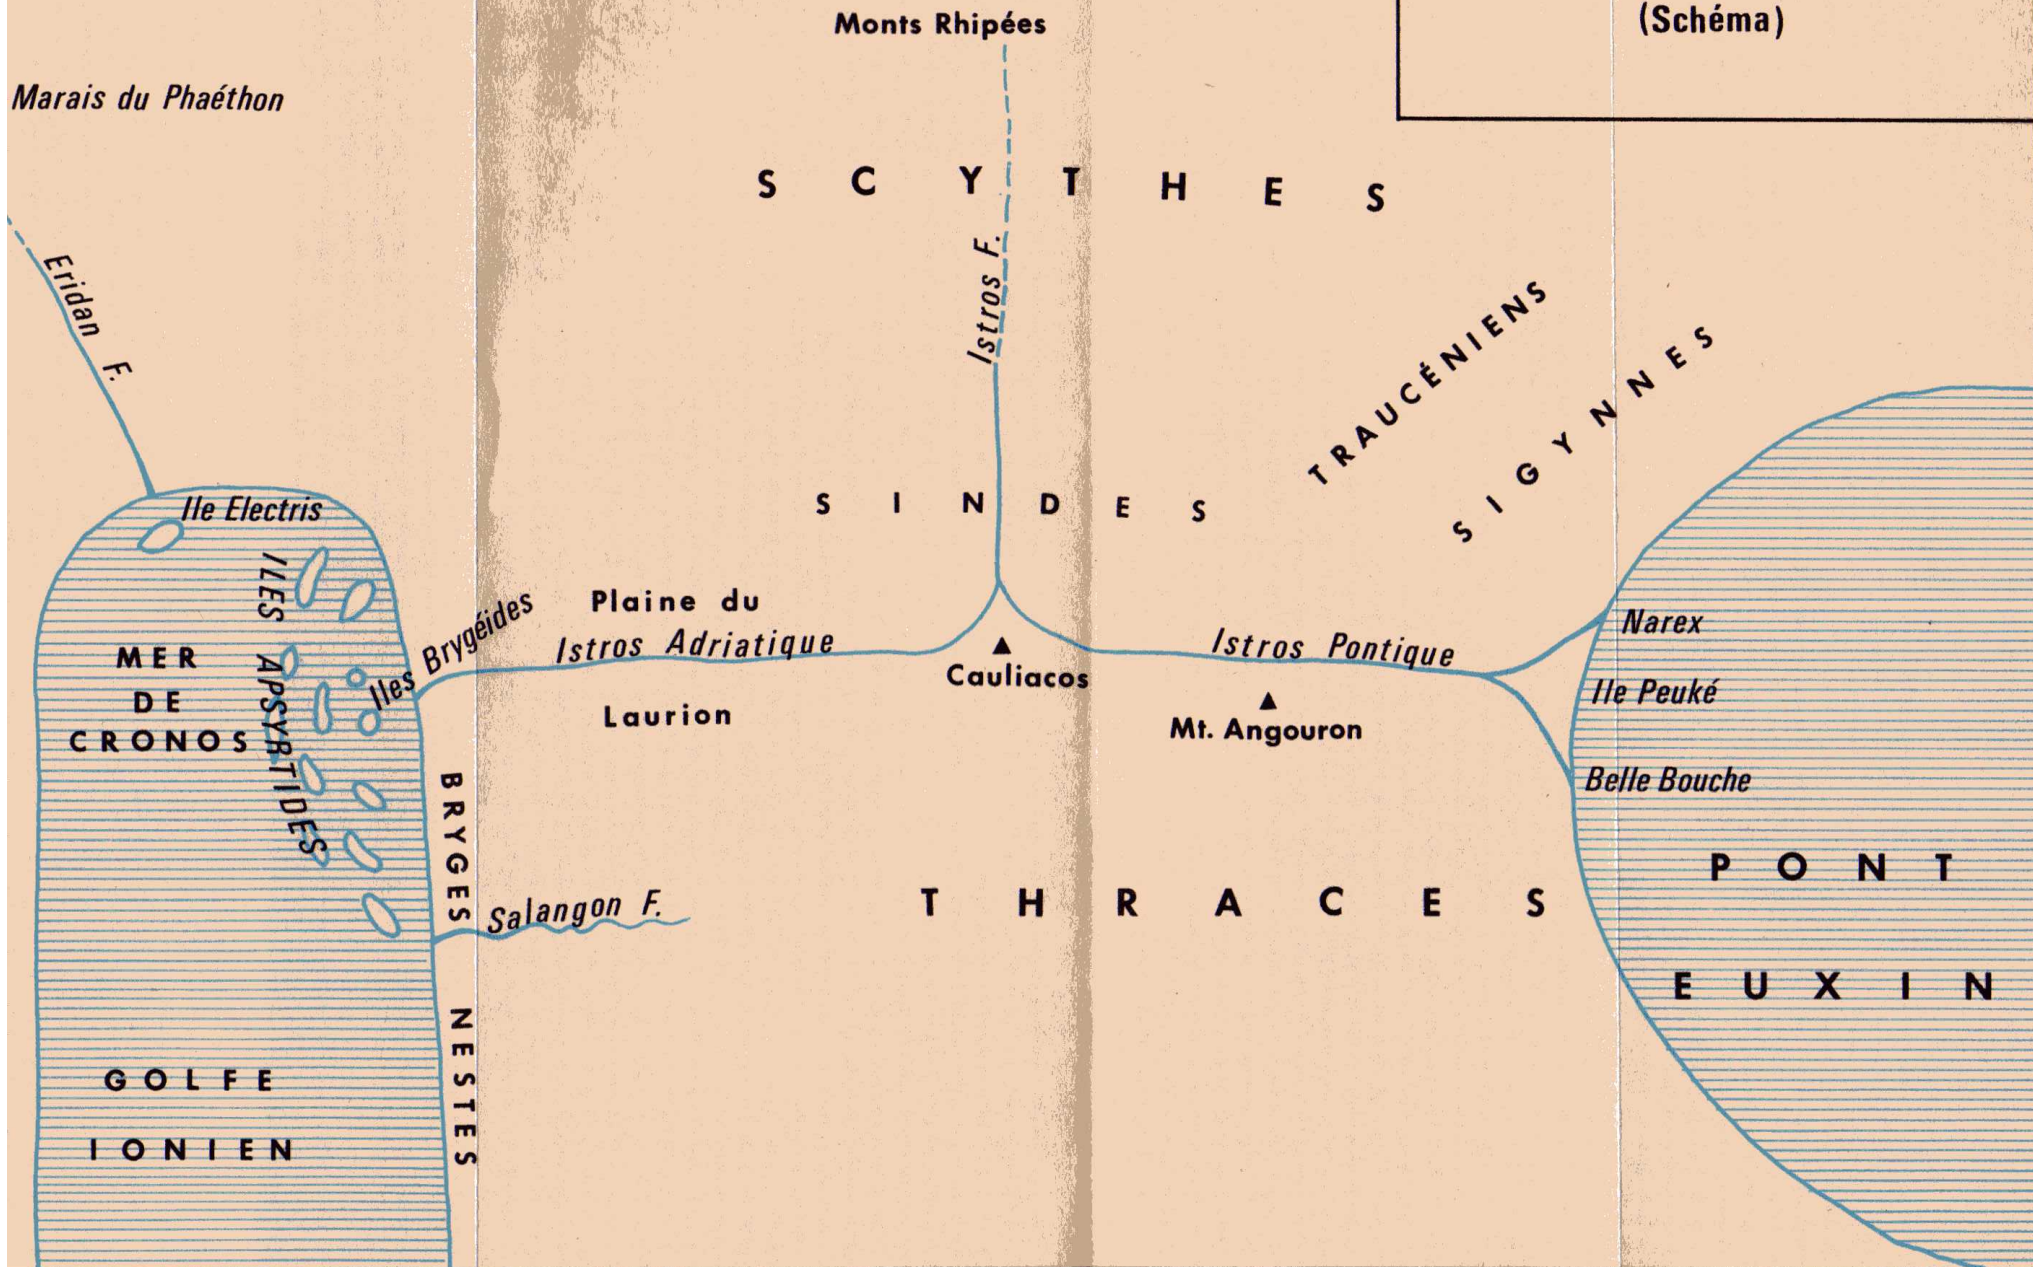 Monts Rhipées
(Schéma)
Marais du Phaéthon
SCYTHES
Eridan F.
Istros F.
TRAUCÉNIENS
SIGYNNES
SINDES
Ile Electris
ILES APSYRTIDES
Iles Brygéides
Plaine du
Laurion
Istros Adriatique
Cauliacos
Istros Pontique
Mt. Angouron
Narex
Ile Peuké
Belle Bouche
MER
DE
CRONOS
BRYGES
Salangon F.
THRACES
PONT
EUXIN
NESTES
GOLFE
IONIEN